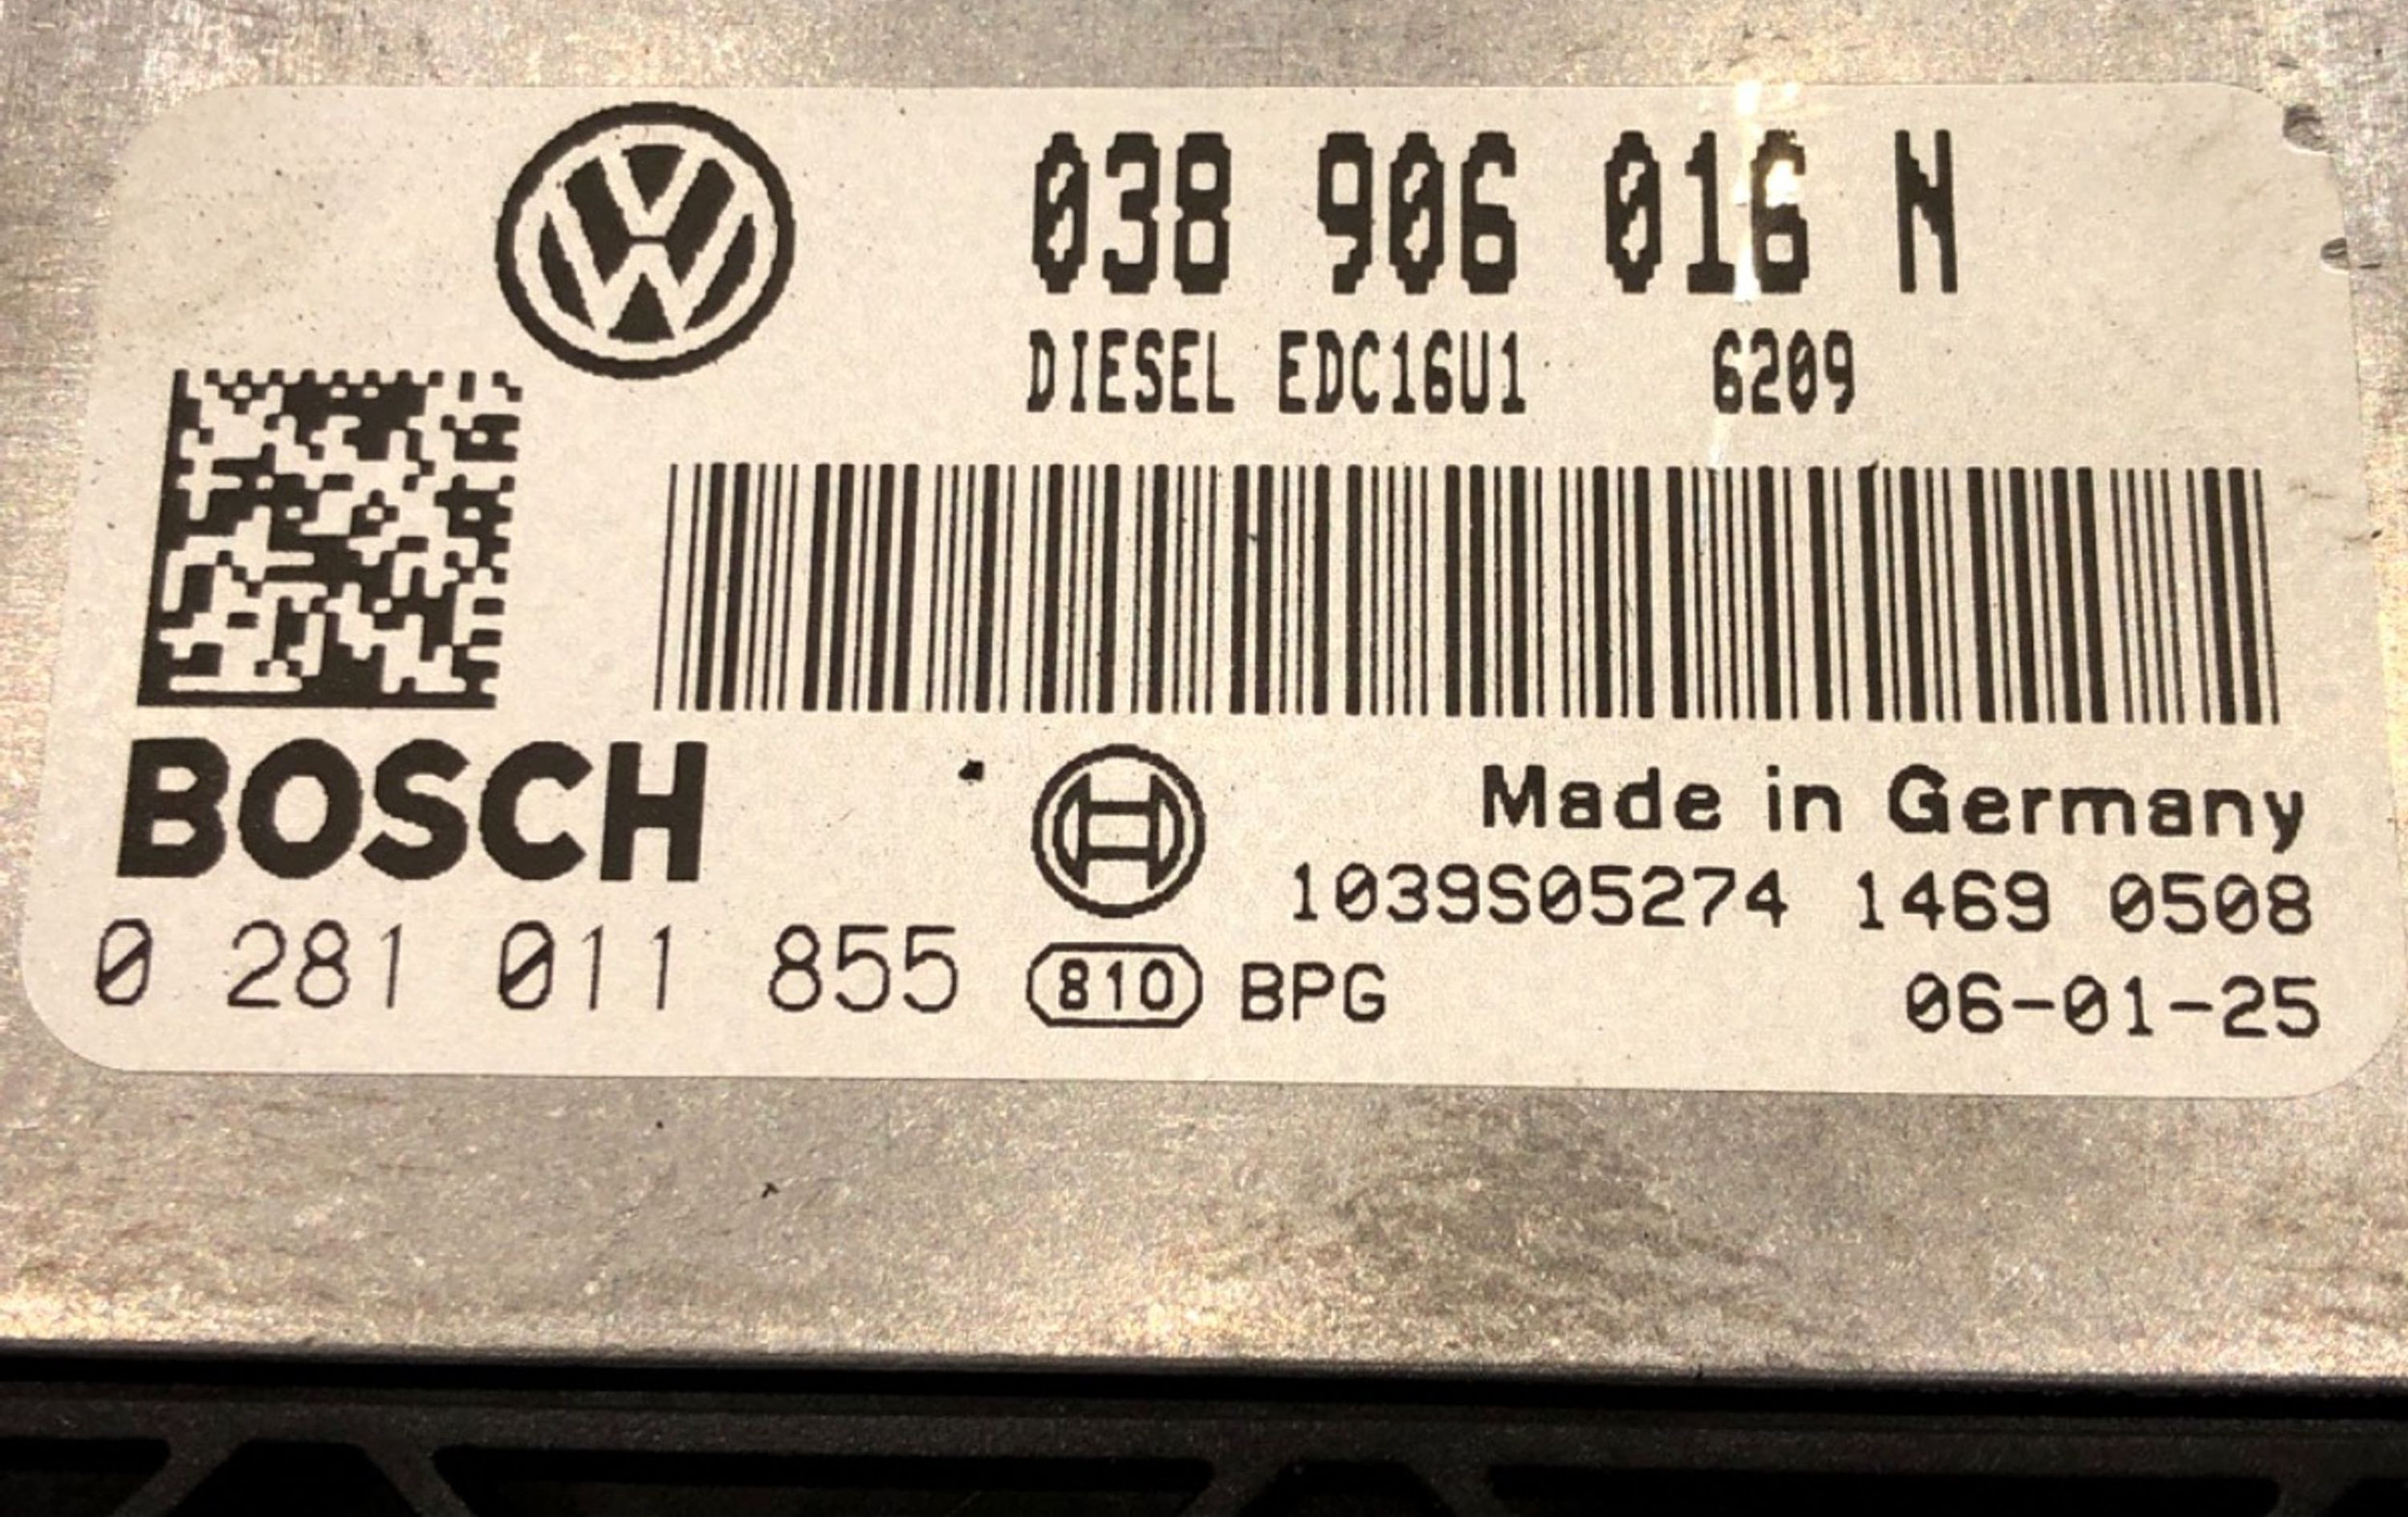 038 906 016 N
DIESEL EDC16U1 6209
BOSCH
Made in Germany
1039S05274 1469 0508
0 281 011 855
810 BPG
06-01-25